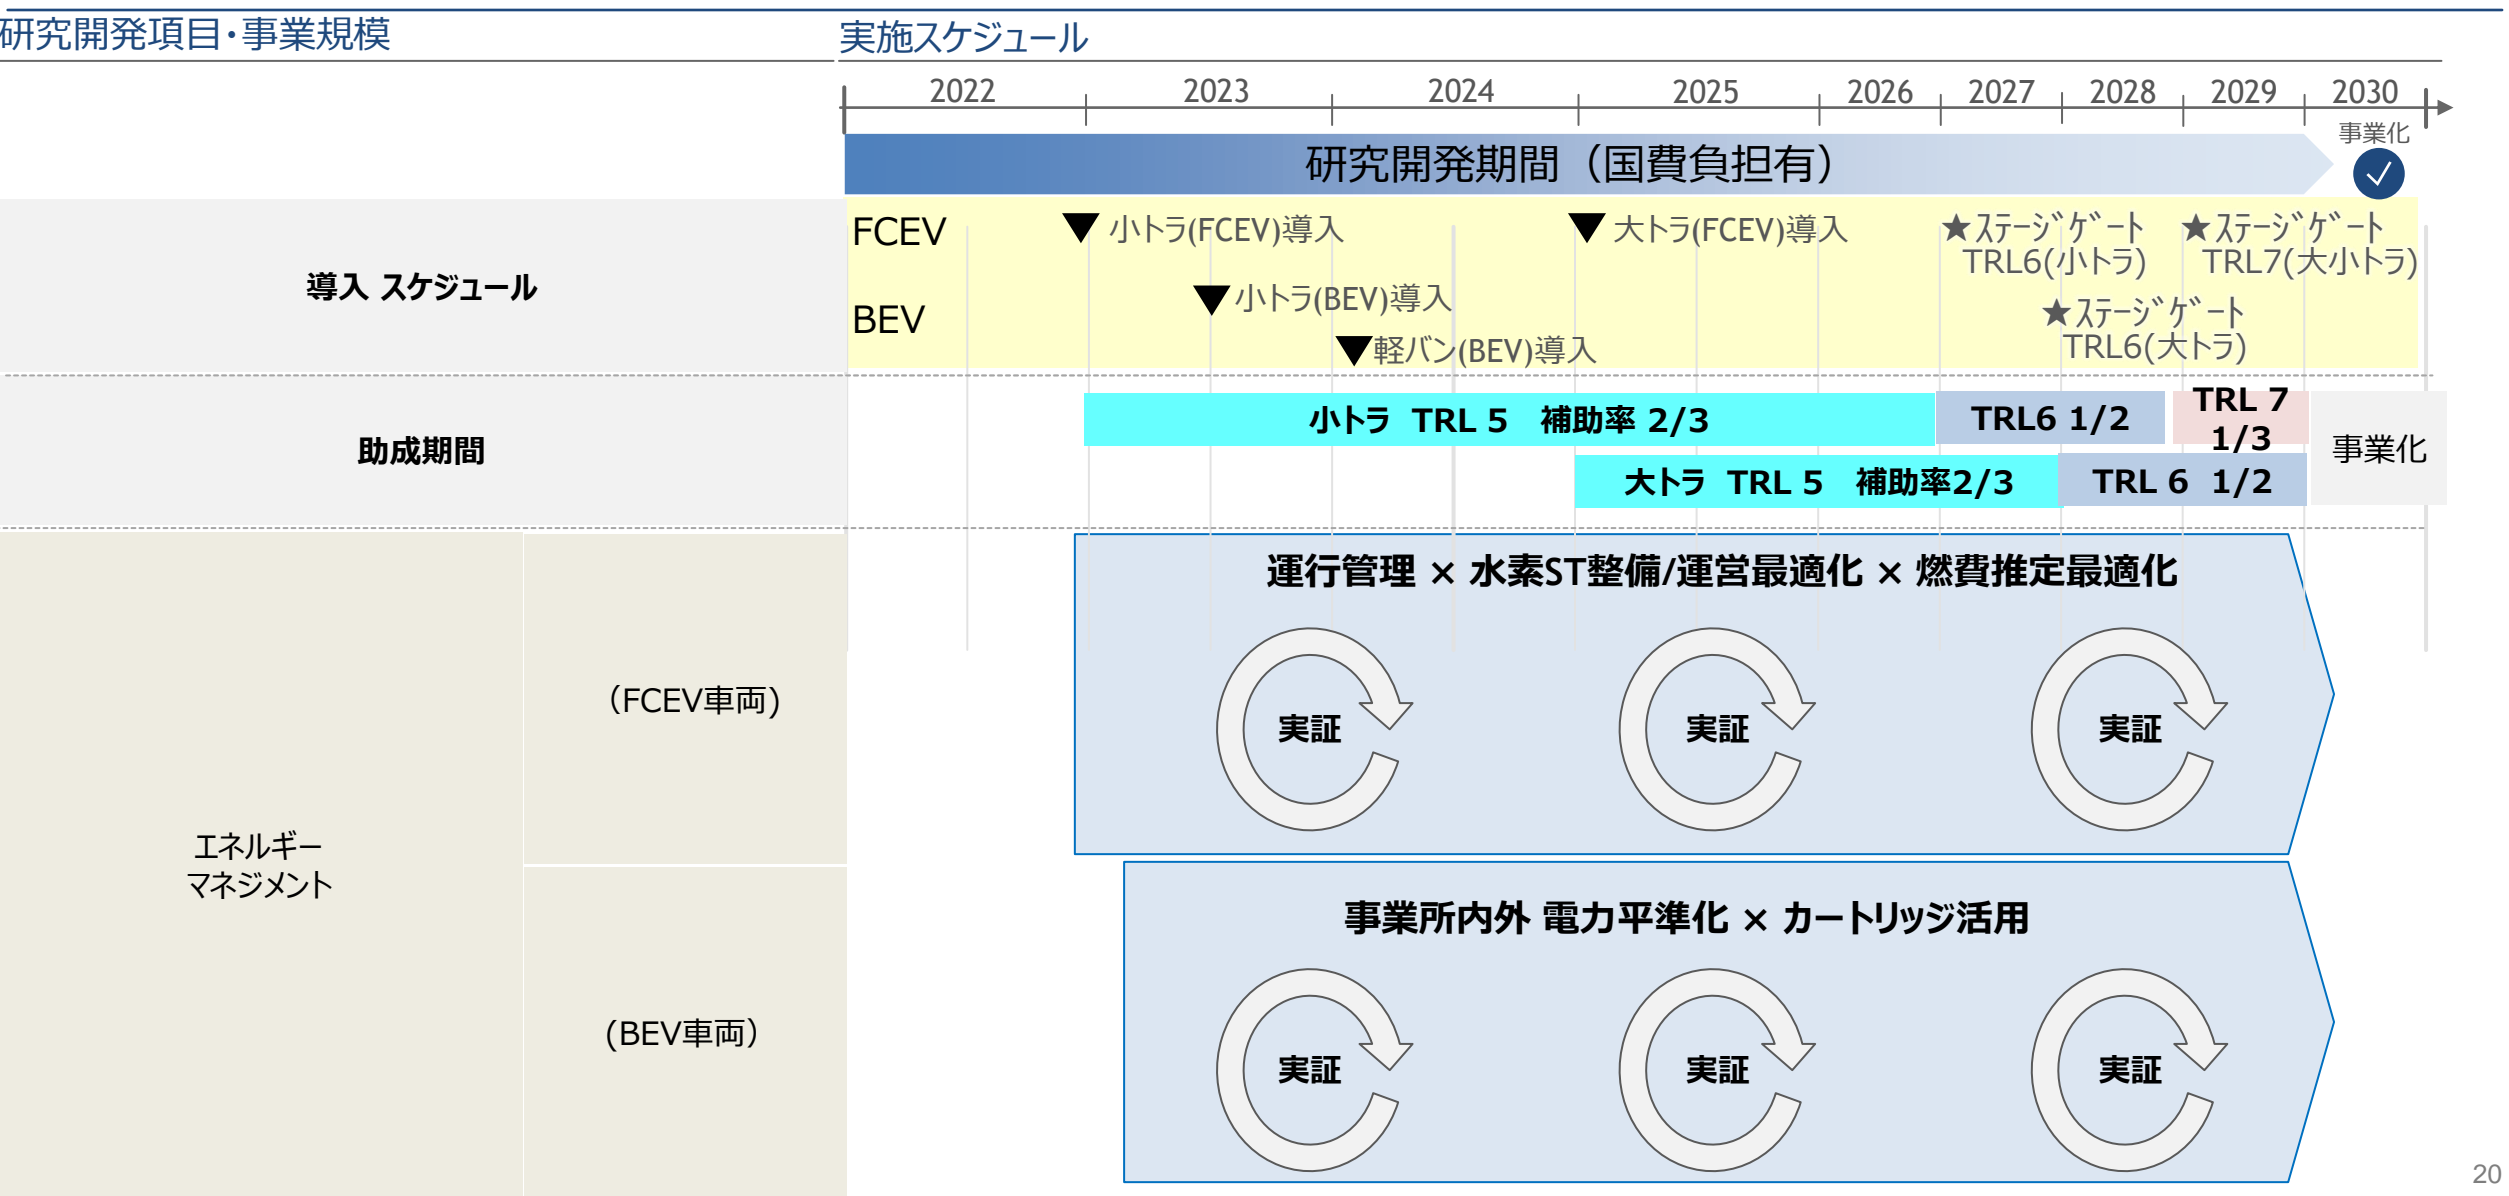 研究開発項目・事業規模
実施スケジュール
2022 2023 2024 2025 2026 2027 2028 2029 2030
事業化
研究開発期間（国費負担有）
導入 スケジュール
FCEV
小トラ(FCEV)導入
大トラ(FCEV)導入
★ｽﾃｰｼﾞｹﾞｰﾄ
TRL6(小トラ)
★ｽﾃｰｼﾞｹﾞｰﾄ
TRL7(大小トラ)
BEV
小トラ(BEV)導入
軽バン(BEV)導入
★ｽﾃｰｼﾞｹﾞｰﾄ
TRL6(大トラ)
助成期間
小トラ TRL 5 補助率 2/3
TRL6 1/2
TRL 7
1/3
大トラ TRL 5 補助率2/3
TRL 6 1/2
事業化
エネルギー
マネジメント
（FCEV車両)
運行管理 × 水素ST整備/運営最適化 × 燃費推定最適化
実証 実証 実証
(BEV車両）
事業所内外 電力平準化 × カートリッジ活用
実証 実証 実証
20